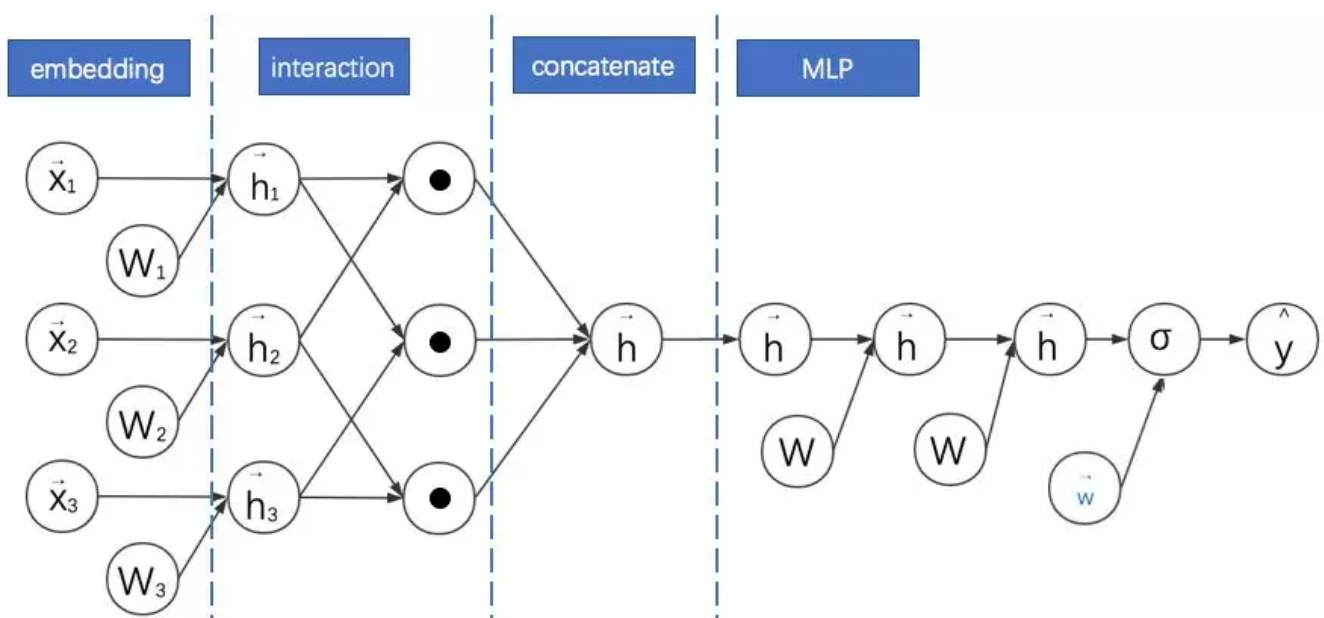 embedding
interaction
concatenate
MLP
x⃗₁
h⃗₁
W₁
x⃗₂
h⃗₂
h⃗
h⃗
h⃗
h⃗
σ
ŷ
W₂
W
W
w⃗
x⃗₃
h⃗₃
W₃